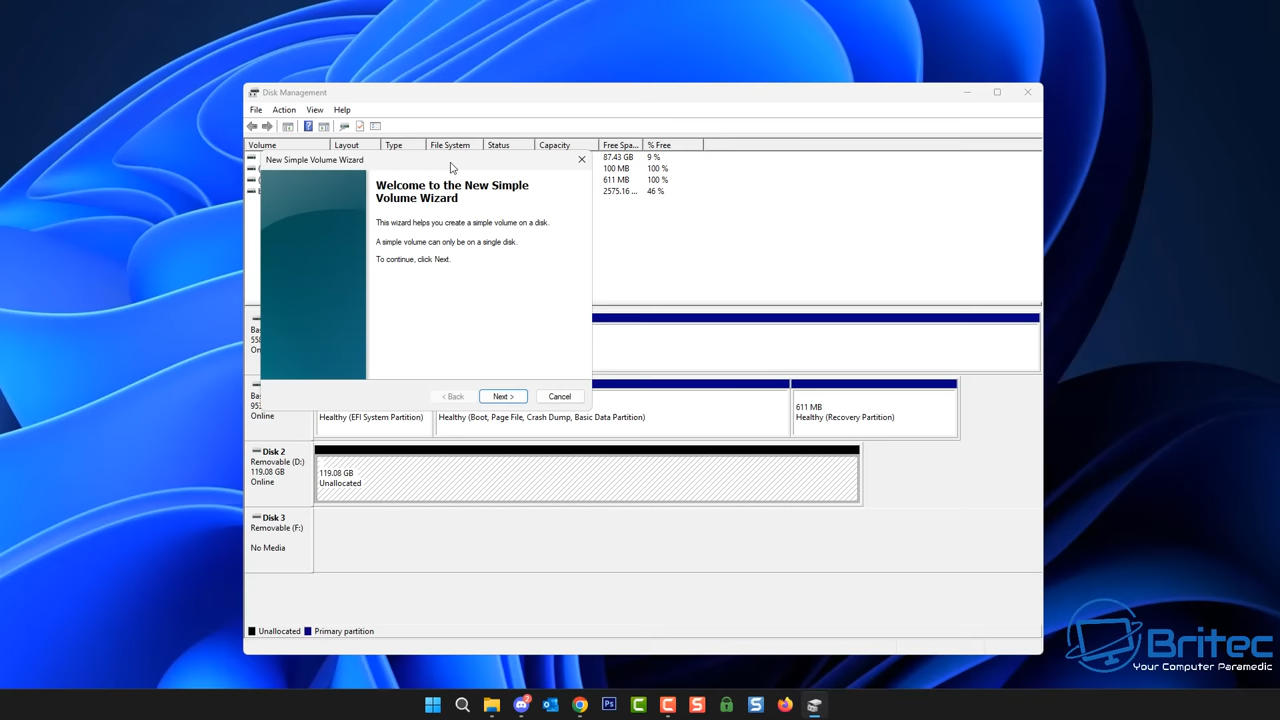 Disk Management
File Action View Help
Volume Layout Type File System Status Capacity Free Spa... % Free
87.43 GB 9 %
100 MB 100 %
611 MB 100 %
2575.16 ... 46 %
New Simple Volume Wizard
Welcome to the New Simple
Volume Wizard
This wizard helps you create a simple volume on a disk.
A simple volume can only be on a single disk.
To continue, click Next.
< Back Next > Cancel
Online
Healthy (EFI System Partition)
Healthy (Boot, Page File, Crash Dump, Basic Data Partition)
611 MB
Healthy (Recovery Partition)
Disk 2
Removable (D:)
119.08 GB
Online
119.08 GB
Unallocated
Disk 3
Removable (F:)
No Media
Unallocated Primary partition
Britec
Your Computer Paramedic